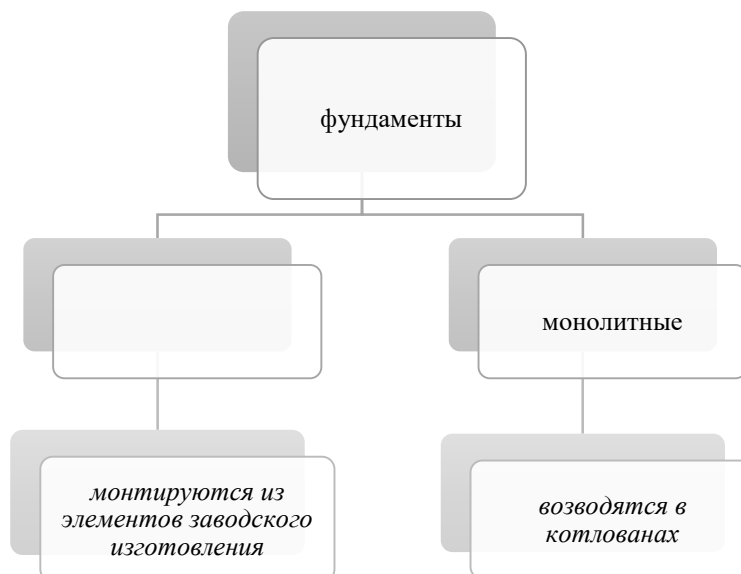 фундаменты
монолитные
монтируются из
элементов заводского
изготовления
возводятся в
котлованах